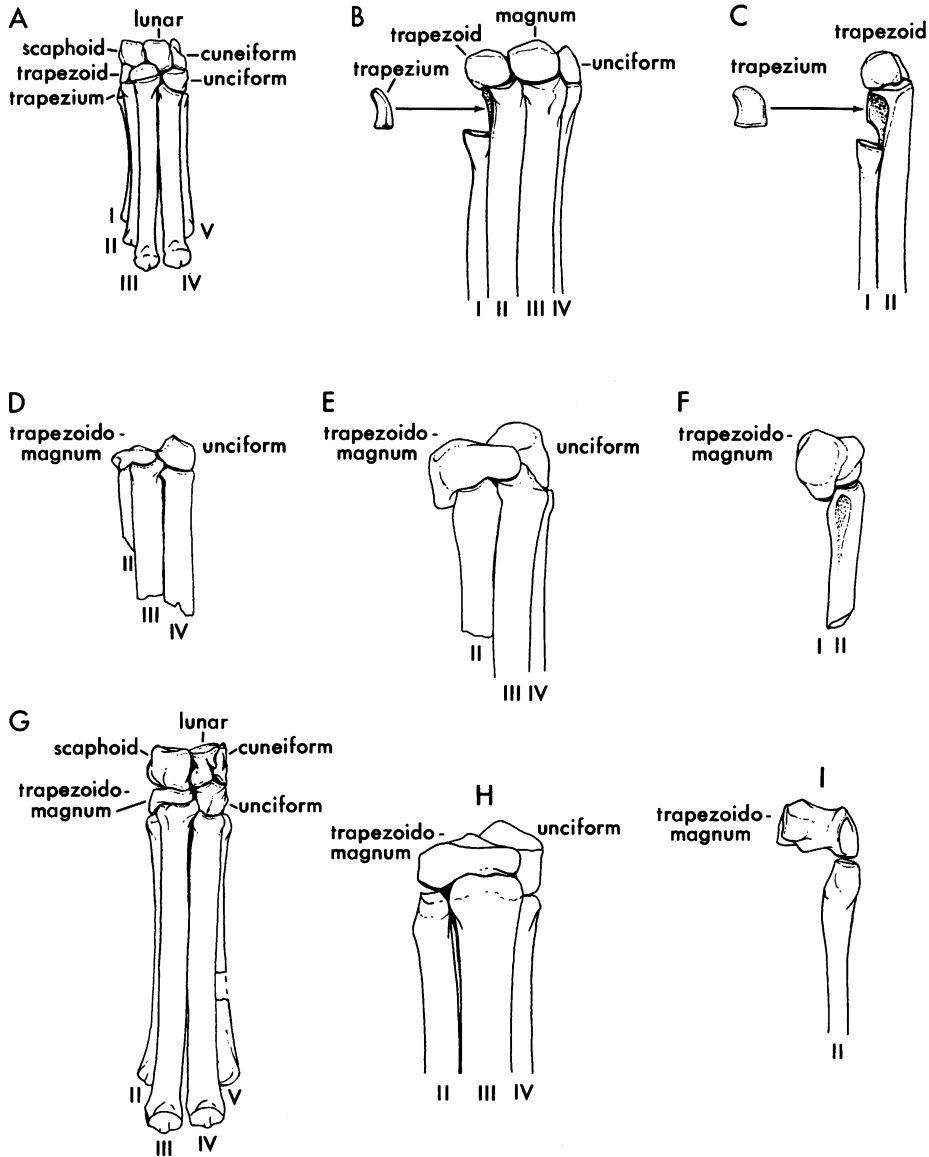 A
lunar
scaphoid
cuneiform
trapezoid
unciform
trapezium
I
II
III
IV
V
B
magnum
trapezoid
unciform
trapezium
I II III IV
C
trapezoid
trapezium
I II
D
trapezoido-
magnum
unciform
II
III
IV
E
trapezoido-
magnum
unciform
II
III IV
F
trapezoido-
magnum
I II
G
lunar
scaphoid
cuneiform
trapezoido-
magnum
unciform
II
III
IV
V
H
trapezoido-
magnum
unciform
II III IV
I
trapezoido-
magnum
II